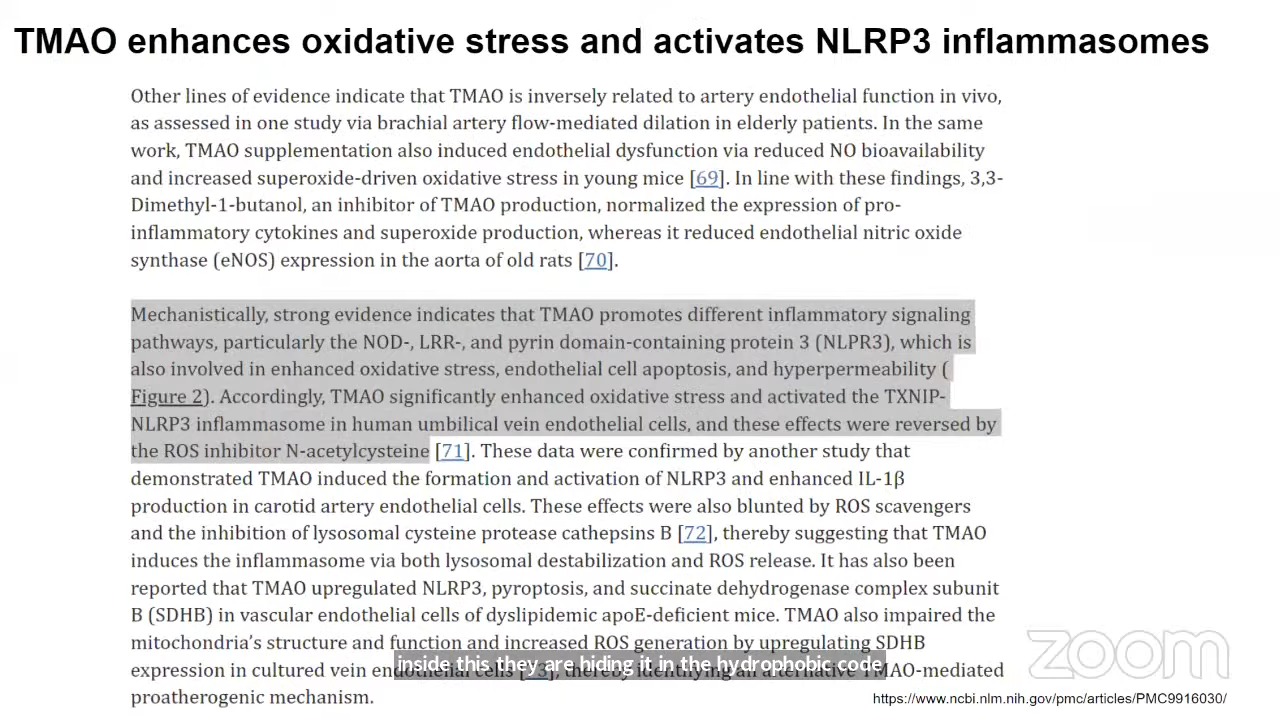 TMAO enhances oxidative stress and activates NLRP3 inflammasomes
Other lines of evidence indicate that TMAO is inversely related to artery endothelial function in vivo,
as assessed in one study via brachial artery flow-mediated dilation in elderly patients. In the same
work, TMAO supplementation also induced endothelial dysfunction via reduced NO bioavailability
and increased superoxide-driven oxidative stress in young mice [69]. In line with these findings, 3,3-
Dimethyl-1-butanol, an inhibitor of TMAO production, normalized the expression of pro-
inflammatory cytokines and superoxide production, whereas it reduced endothelial nitric oxide
synthase (eNOS) expression in the aorta of old rats [70].
Mechanistically, strong evidence indicates that TMAO promotes different inflammatory signaling
pathways, particularly the NOD-, LRR-, and pyrin domain-containing protein 3 (NLPR3), which is
also involved in enhanced oxidative stress, endothelial cell apoptosis, and hyperpermeability (
Figure 2). Accordingly, TMAO significantly enhanced oxidative stress and activated the TXNIP-
NLRP3 inflammasome in human umbilical vein endothelial cells, and these effects were reversed by
the ROS inhibitor N-acetylcysteine [71]. These data were confirmed by another study that
demonstrated TMAO induced the formation and activation of NLRP3 and enhanced IL-1β
production in carotid artery endothelial cells. These effects were also blunted by ROS scavengers
and the inhibition of lysosomal cysteine protease cathepsins B [72], thereby suggesting that TMAO
induces the inflammasome via both lysosomal destabilization and ROS release. It has also been
reported that TMAO upregulated NLRP3, pyroptosis, and succinate dehydrogenase complex subunit
B (SDHB) in vascular endothelial cells of dyslipidemic apoE-deficient mice. TMAO also impaired the
mitochondria's structure and function and increased ROS generation by upregulating SDHB
expression in cultured vein endothelial cells [73], thereby identifying an alternative TMAO-mediated
inside this they are hiding it in the hydrophobic code
proatherogenic mechanism.
zoom
https://www.ncbi.nlm.nih.gov/pmc/articles/PMC9916030/